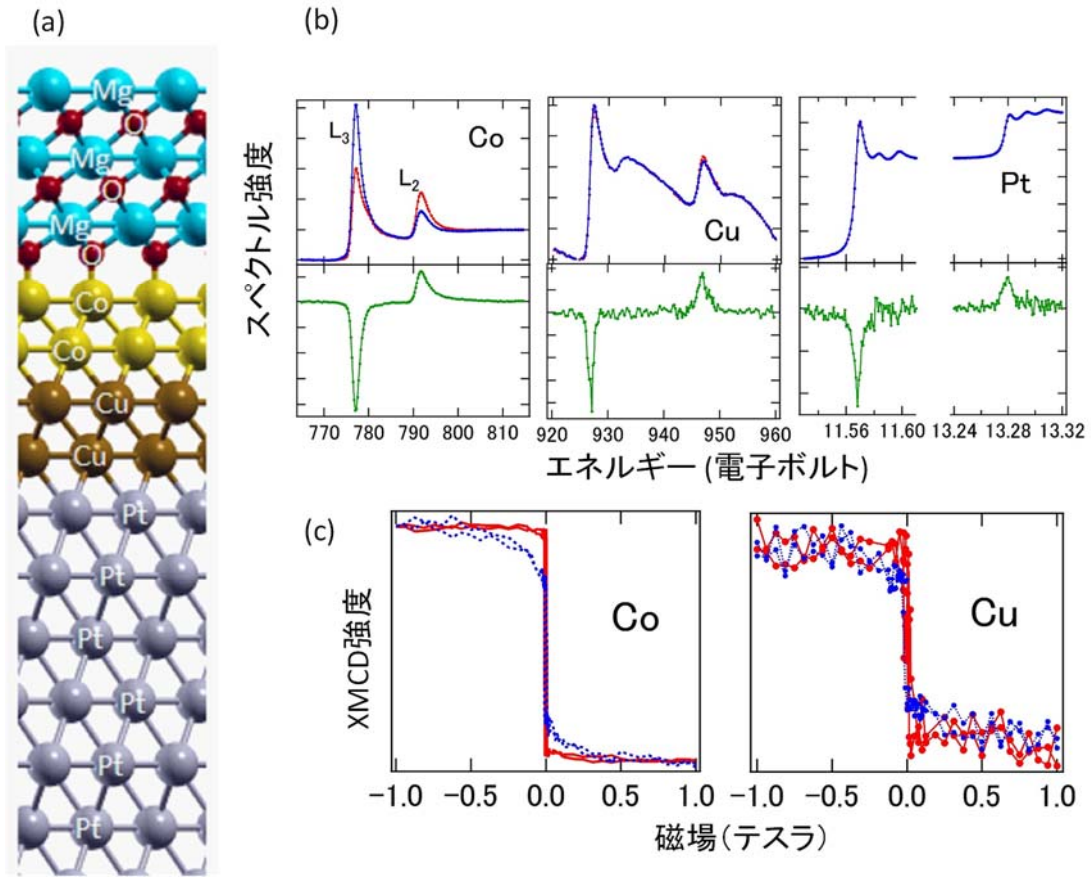 (a)
Mg
O
Mg
O
Mg
O
Co
Co
Cu
Cu
Pt
Pt
Pt
Pt
Pt
Pt
(b)
スペクトル強度
L3 Co
L2
Cu
Pt
770 780 790 800 810
920 930 940 950 960
11.56 11.60 13.24 13.28 13.32
エネルギー (電子ボルト)
(c)
XMCD強度
Co
Cu
−1.0 −0.5 0.0 0.5 1.0
−1.0 −0.5 0.0 0.5 1.0
磁場(テスラ)